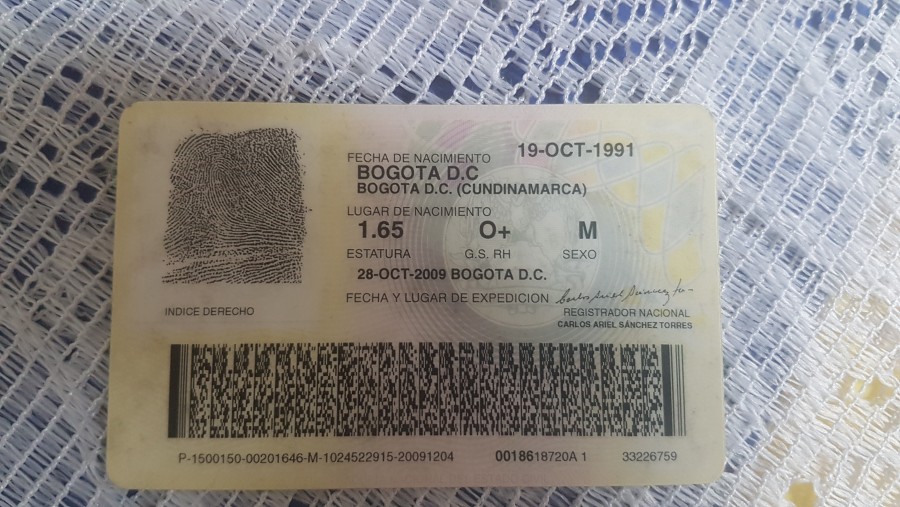 FECHA DE NACIMIENTO 19-OCT-1991
BOGOTA D.C
BOGOTA D.C. (CUNDINAMARCA)
LUGAR DE NACIMIENTO
1.65 O+ M
ESTATURA G.S. RH SEXO
28-OCT-2009 BOGOTA D.C.
FECHA Y LUGAR DE EXPEDICION
INDICE DERECHO
REGISTRADOR NACIONAL
CARLOS ARIEL SÁNCHEZ TORRES
P-1500150-00201646-M-1024522915-20091204 0018618720A 1 33226759